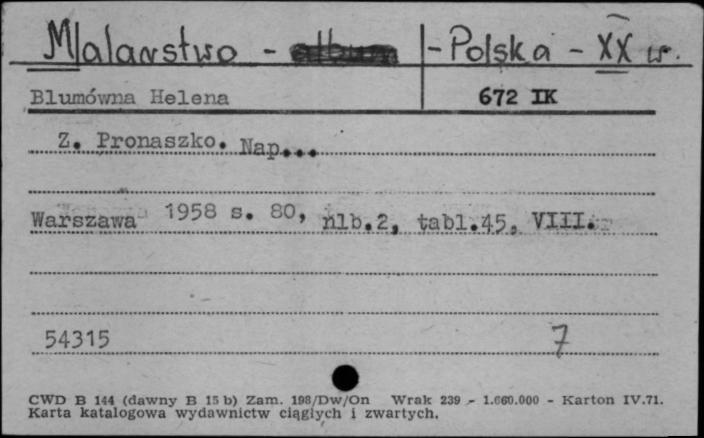 Malarstwo - album - Polska - XX w.
Blumówna Helena 672 IK
Z. Pronaszko. Nap...
Warszawa 1958 s. 80, nlb.2, tabl.45, VIII.
54315 7
CWD B 144 (dawny B 15 b) Zam. 198/Dw/On Wrak 239 - 1.660.000 - Karton IV.71.
Karta katalogowa wydawnictw ciągłych i zwartych.